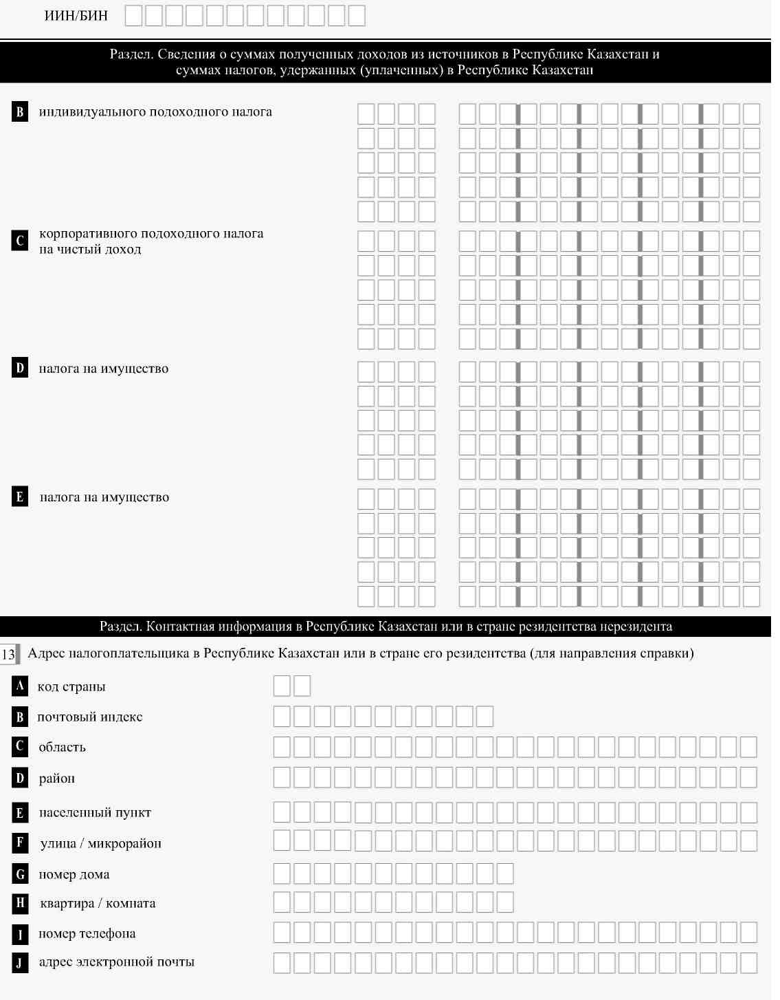 ИИН/БИН
Раздел. Сведения о суммах полученных доходов из источников в Республике Казахстан и
суммах налогов, удержанных (уплаченных) в Республике Казахстан
B индивидуального подоходного налога
C корпоративного подоходного налога
на чистый доход
D налога на имущество
E налога на имущество
Раздел. Контактная информация в Республике Казахстан или в стране резидентства нерезидента
13 Адрес налогоплательщика в Республике Казахстан или в стране его резидентства (для направления справки)
A код страны
B почтовый индекс
C область
D район
E населенный пункт
F улица / микрорайон
G номер дома
H квартира / комната
I номер телефона
J адрес электронной почты